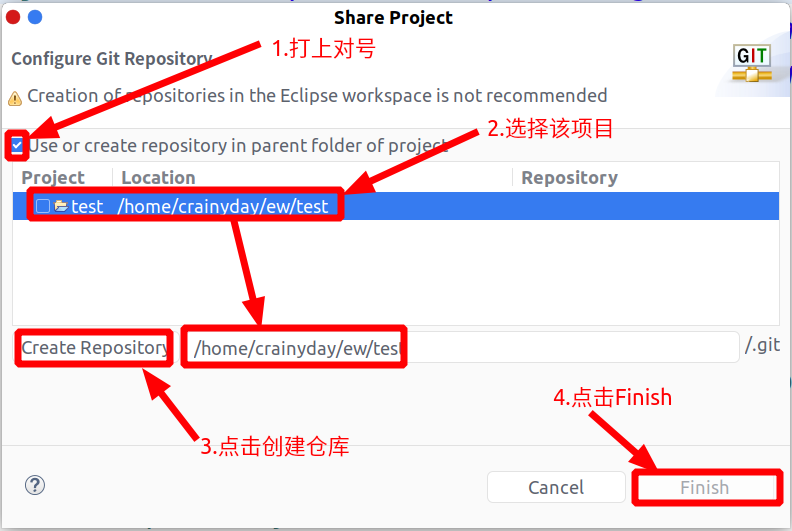 Share Project
Configure Git Repository
1.打上对号
GIT
Creation of repositories in the Eclipse workspace is not recommended
Use or create repository in parent folder of project
2.选择该项目
Project Location Repository
test /home/crainyday/ew/test
Create Repository /home/crainyday/ew/test /.git
4.点击Finish
3.点击创建仓库
? Cancel Finish